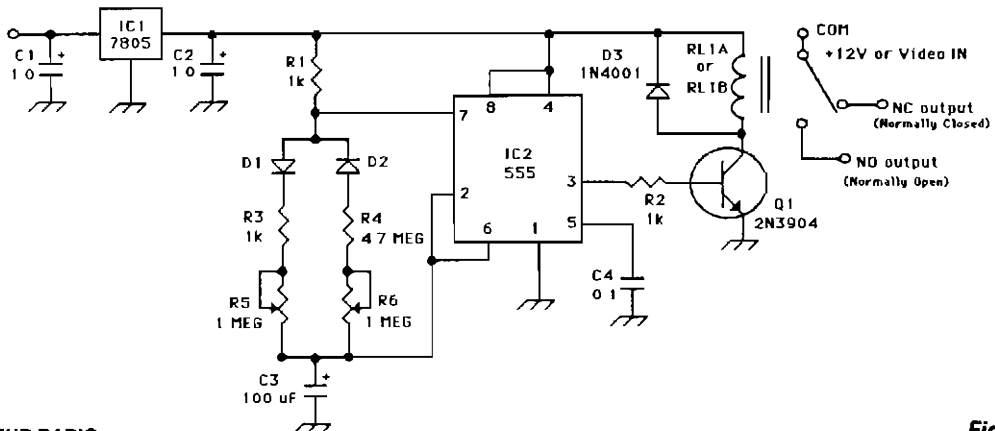 IC1
7805
C1
10
C2
10
R1
1k
D1
D2
R3
1k
R4
47 MEG
R5
1 MEG
R6
1 MEG
C3
100 uF
7
8
4
2
IC2
555
3
6
1
5
R2
1k
C4
0 1
D3
1N4001
RL1A
or
RL1B
Q1
2N3904
COM
+12V or Video IN
NC output
(Normally Closed)
NO output
(Normally Open)
RADIO
Fig